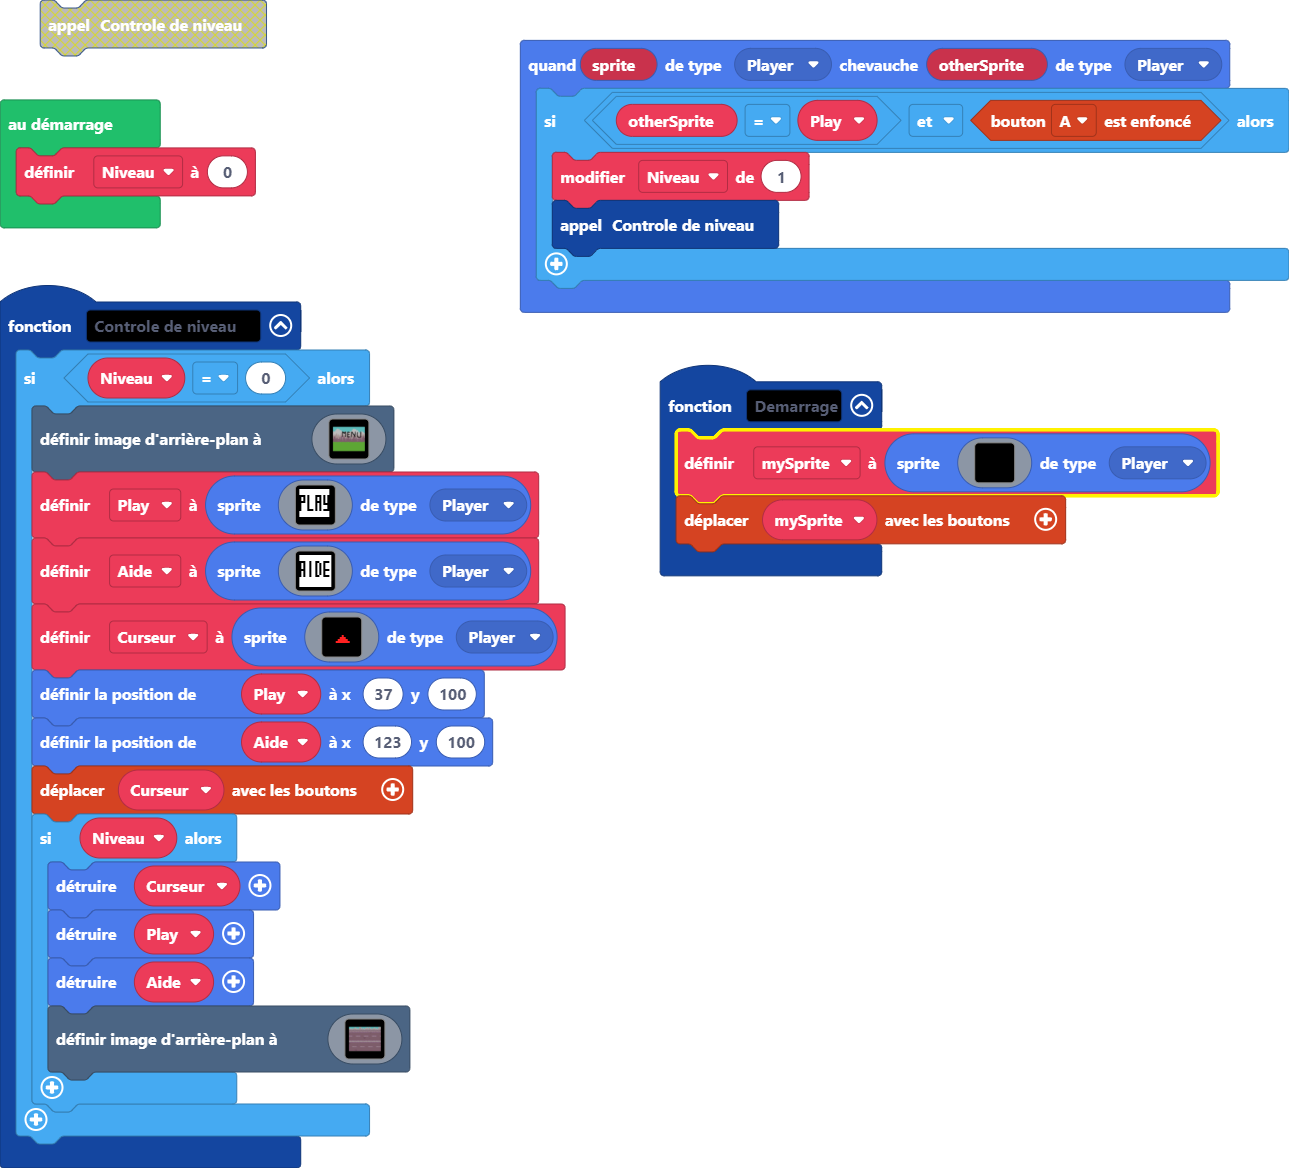 appel Controle de niveau
au démarrage
définir Niveau à 0
quand sprite de type Player chevauche otherSprite de type Player
si otherSprite = Play et bouton A est enfoncé alors
modifier Niveau de 1
appel Controle de niveau
fonction Controle de niveau
si Niveau = 0 alors
définir image d'arrière-plan à MENU
définir Play à sprite PLAY de type Player
définir Aide à sprite AIDE de type Player
définir Curseur à sprite de type Player
définir la position de Play à x 37 y 100
définir la position de Aide à x 123 y 100
déplacer Curseur avec les boutons
si Niveau alors
détruire Curseur
détruire Play
détruire Aide
définir image d'arrière-plan à
fonction Demarrage
définir mySprite à sprite de type Player
déplacer mySprite avec les boutons